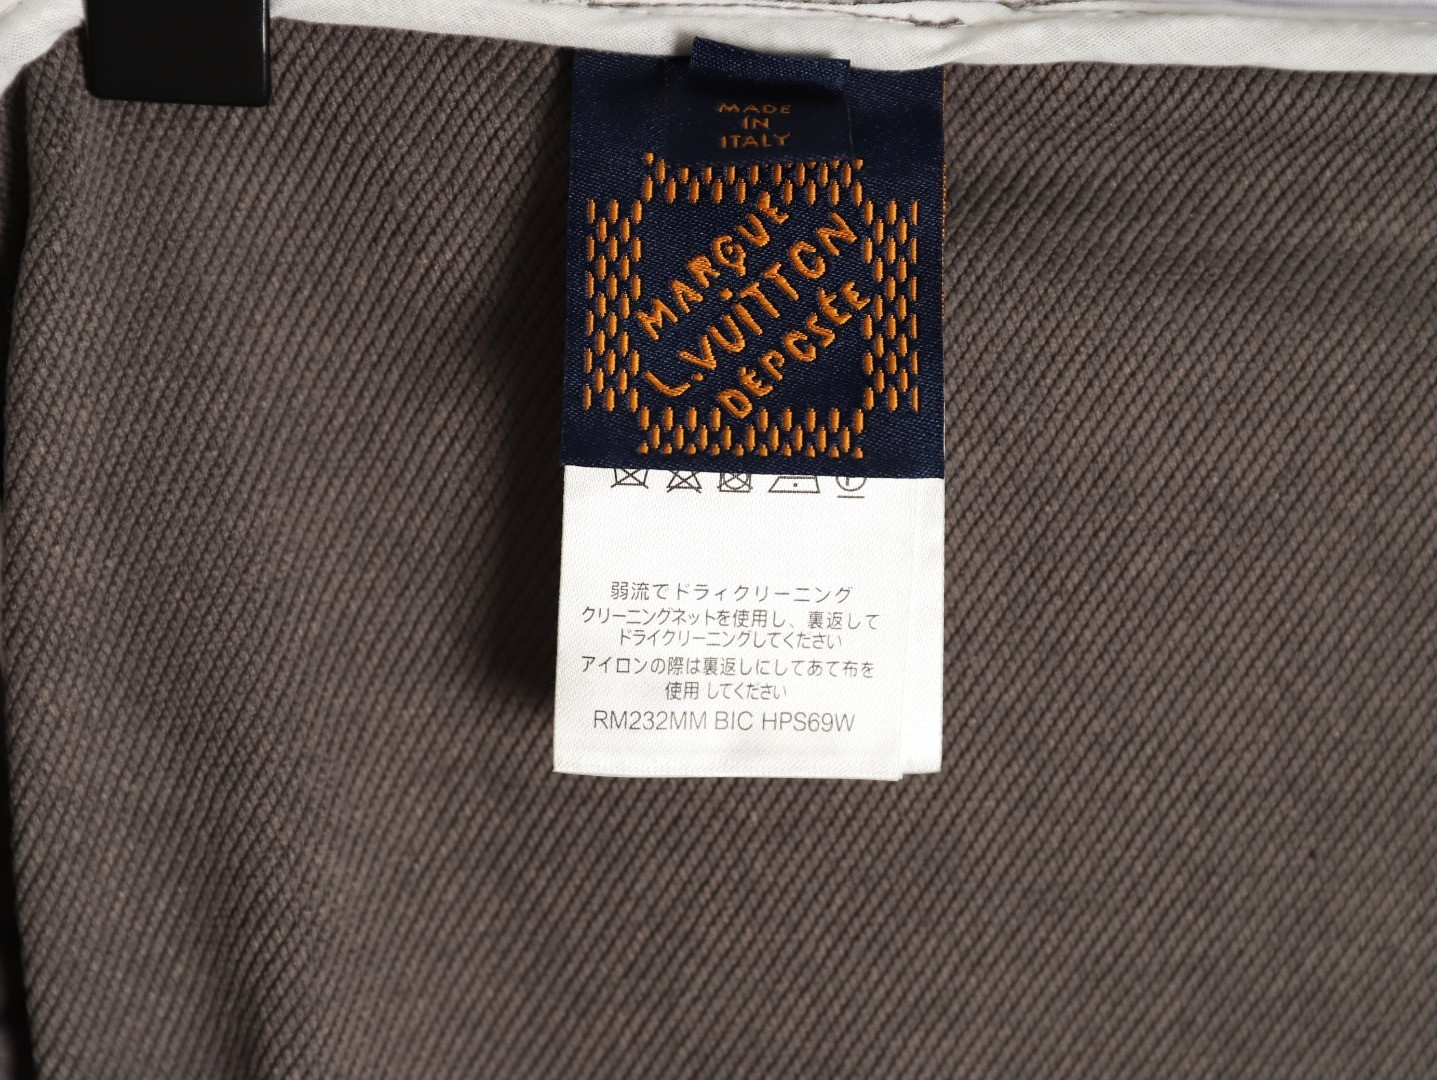 MADE
IN
ITALY
MARQUE
L.VUiTTON
DÉPOSÉE
弱流でドライクリーニング
クリーニングネットを使用し、裏返して
ドライクリーニングしてください
アイロンの際は裏返しにしてあて布を
使用 してください
RM232MM BIC HPS69W